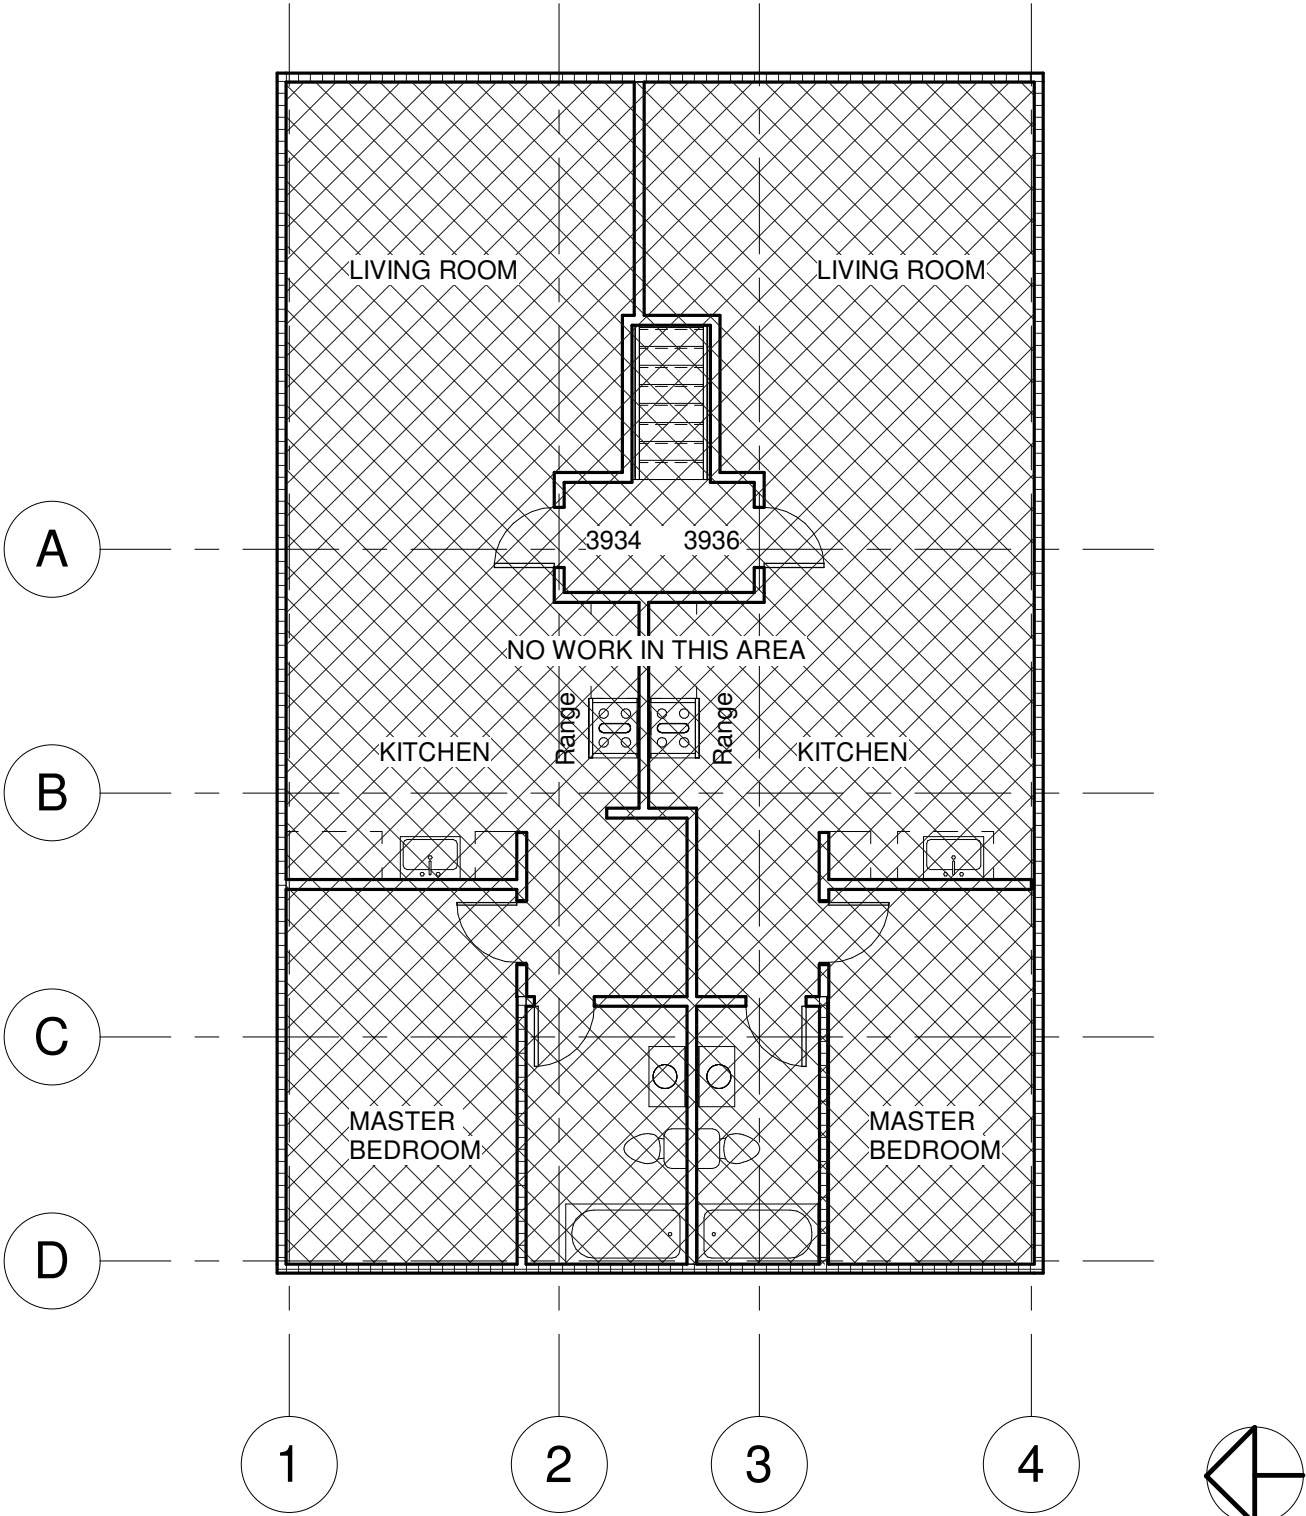 LIVING ROOM
LIVING ROOM
A
3934
3936
NO WORK IN THIS AREA
Range
Range
KITCHEN
KITCHEN
B
C
MASTER
BEDROOM
MASTER
BEDROOM
D
1
2
3
4